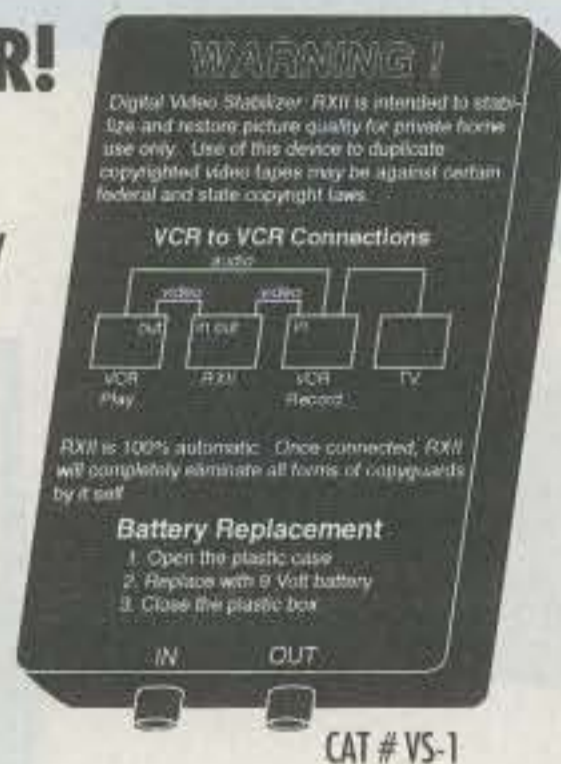 R!
WARNING !
Digital Video Stabilizer RXII is intended to stabi-
lize and restore picture quality for private home
use only. Use of this device to duplicate
copyrighted video tapes may be against certain
federal and state copyright laws.
VCR to VCR Connections
audio
video video
out in out in
VCR RXII VCR TV
Play Record
RXII is 100% automatic. Once connected, RXII
will completely eliminate all forms of copyguards
by it self
Battery Replacement
1. Open the plastic case
2. Replace with 9 Volt battery
3. Close the plastic box
IN OUT
CAT # VS-1